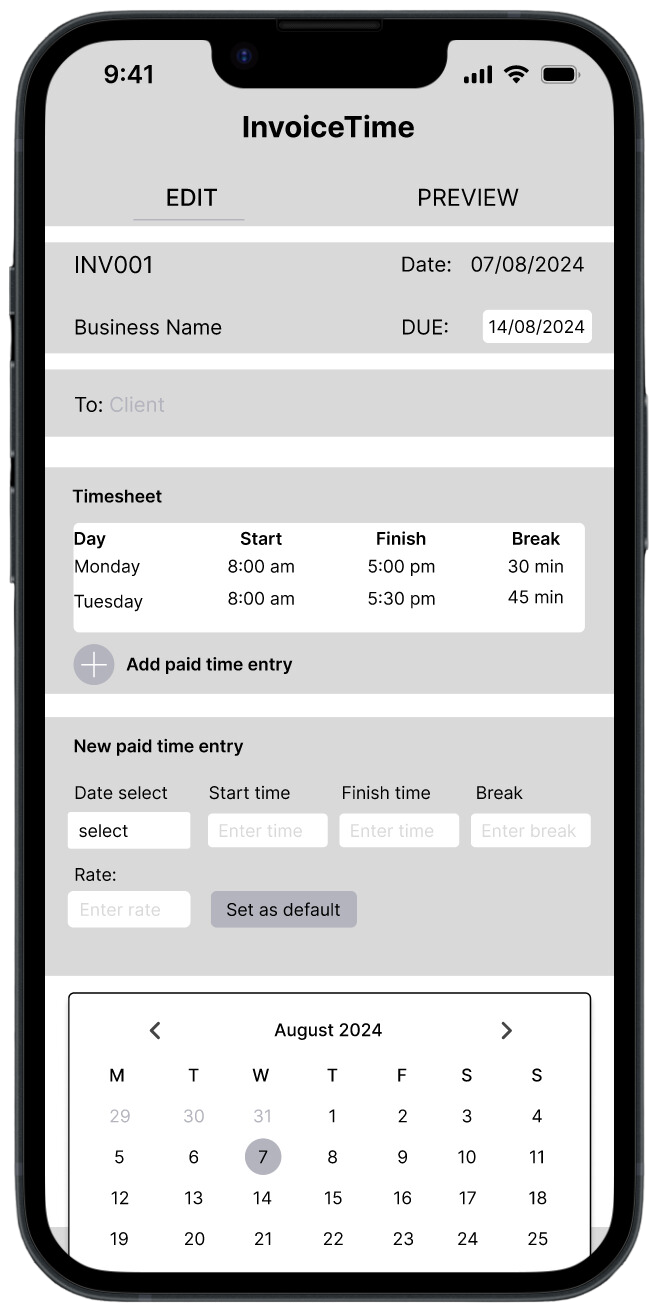 9:41
InvoiceTime
EDIT PREVIEW
INV001 Date: 07/08/2024
Business Name DUE: 14/08/2024
To: Client
Timesheet
Day Start Finish Break
Monday 8:00 am 5:00 pm 30 min
Tuesday 8:00 am 5:30 pm 45 min
Add paid time entry
New paid time entry
Date select Start time Finish time Break
select Enter time Enter time Enter break
Rate:
Enter rate Set as default
August 2024
M T W T F S S
29 30 31 1 2 3 4
5 6 7 8 9 10 11
12 13 14 15 16 17 18
19 20 21 22 23 24 25